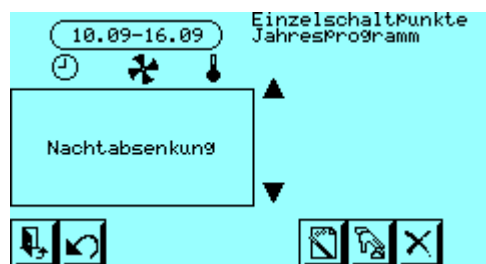 10.09-16.09
Einzelschaltpunkte
Jahresprogramm
Nachtabsenkung